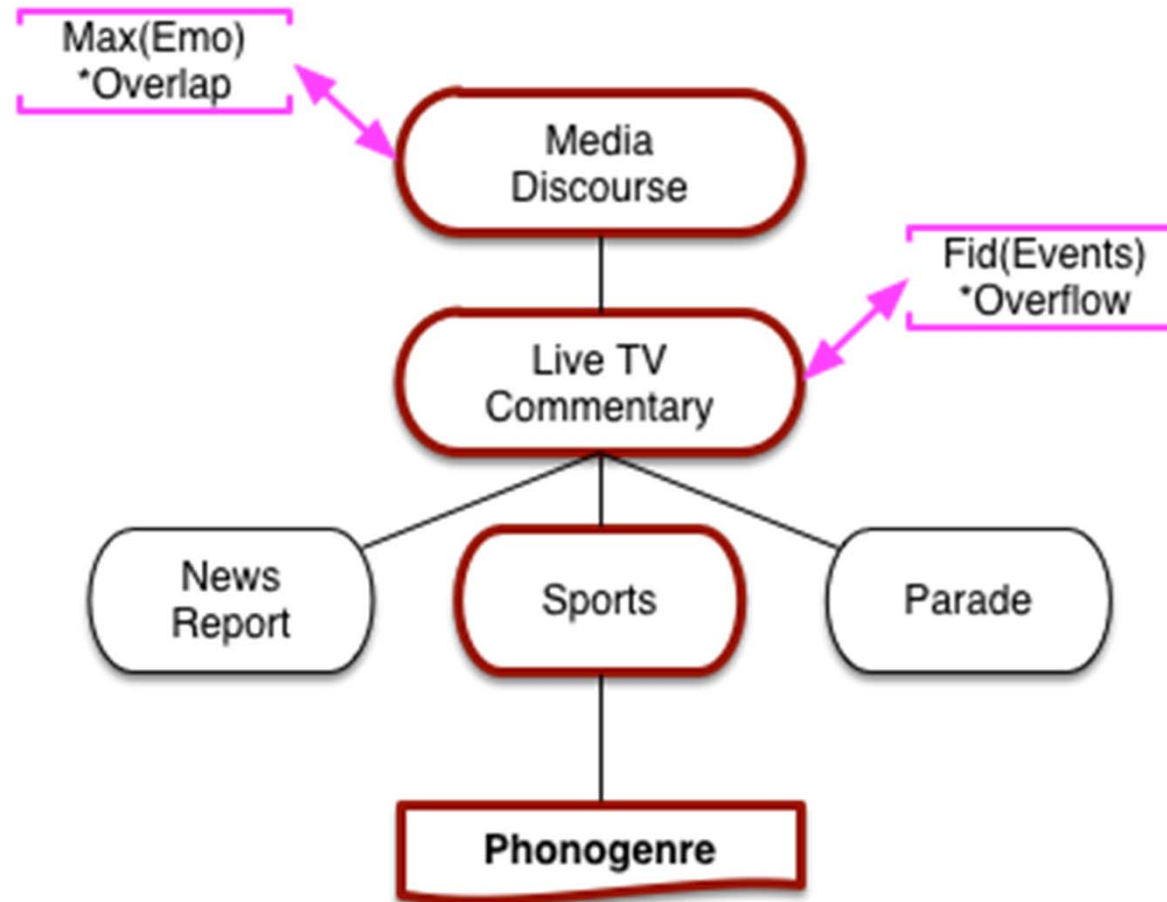 Max(Emo)
*Overlap
Media
Discourse
Fid(Events)
*Overflow
Live TV
Commentary
News
Report
Sports
Parade
Phonogenre